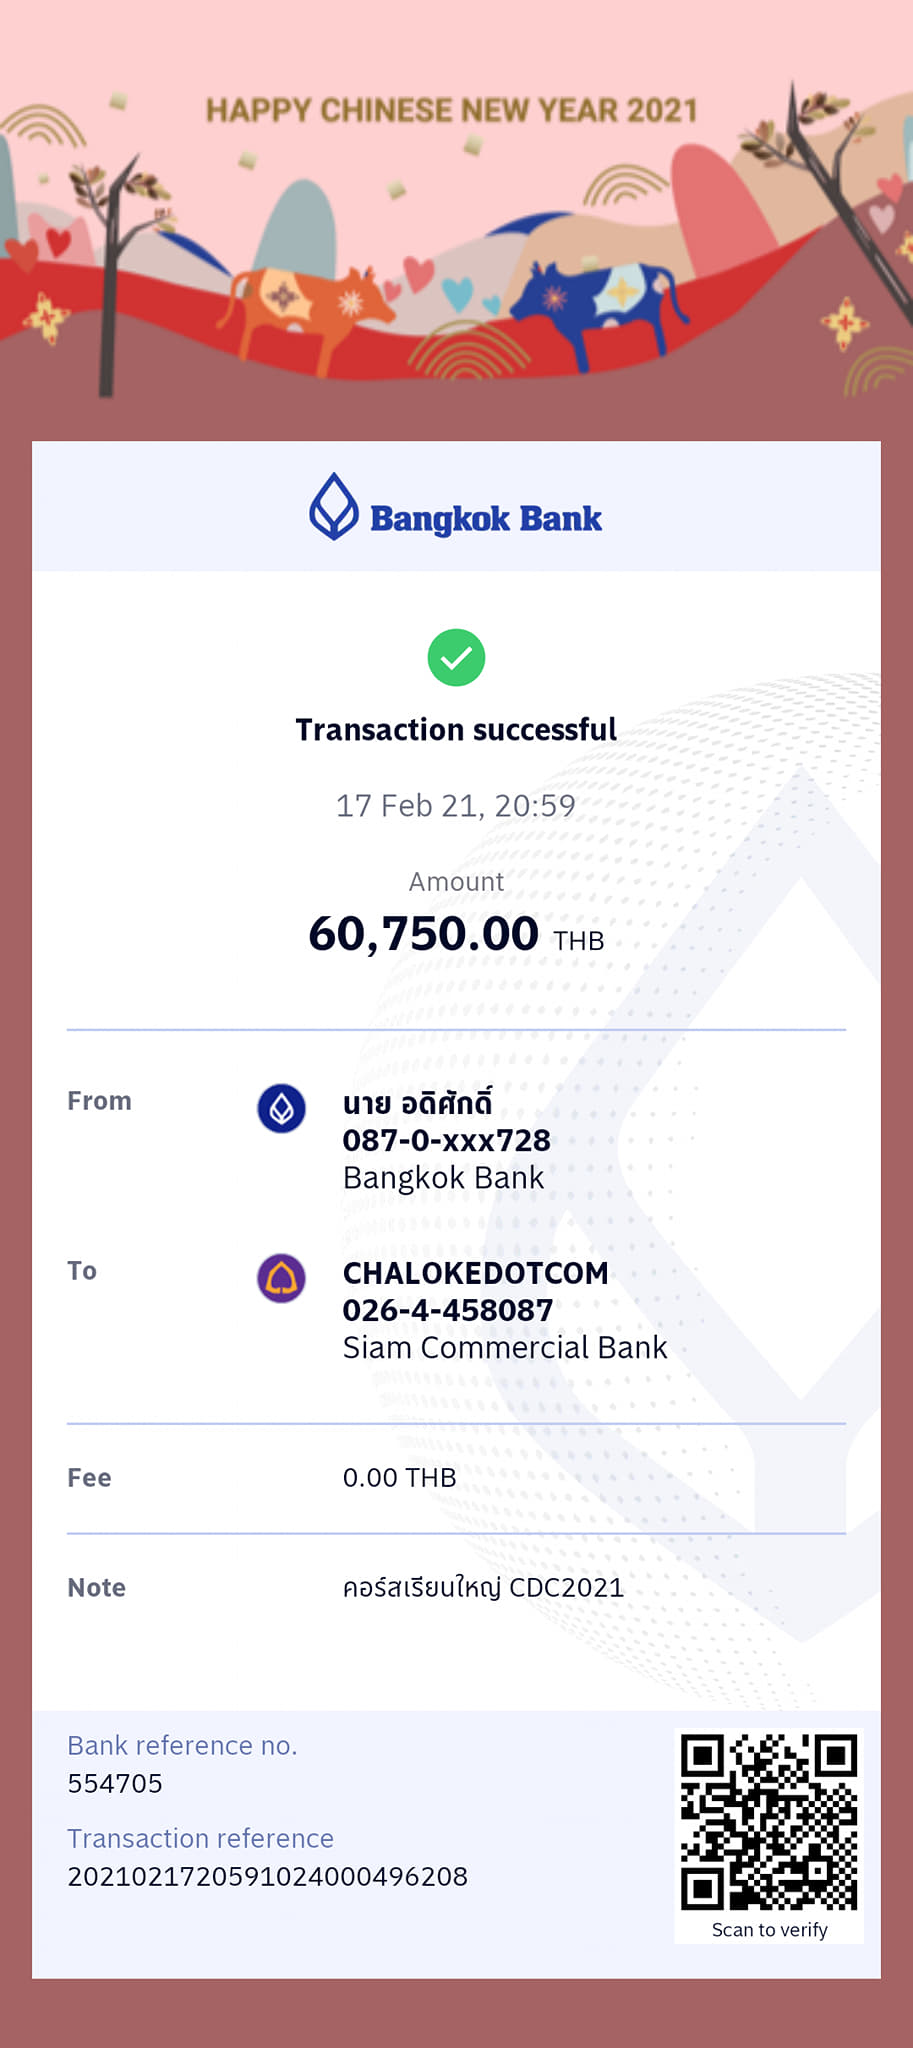 HAPPY CHINESE NEW YEAR 2021
Bangkok Bank
Transaction successful
17 Feb 21, 20:59
Amount
60,750.00 THB
From
นาย อดิศักดิ์
087-0-xxx728
Bangkok Bank
To
CHALOKEDOTCOM
026-4-458087
Siam Commercial Bank
Fee
0.00 THB
Note
คอร์สเรียนใหญ่ CDC2021
Bank reference no.
554705
Transaction reference
2021021720591024000496208
Scan to verify